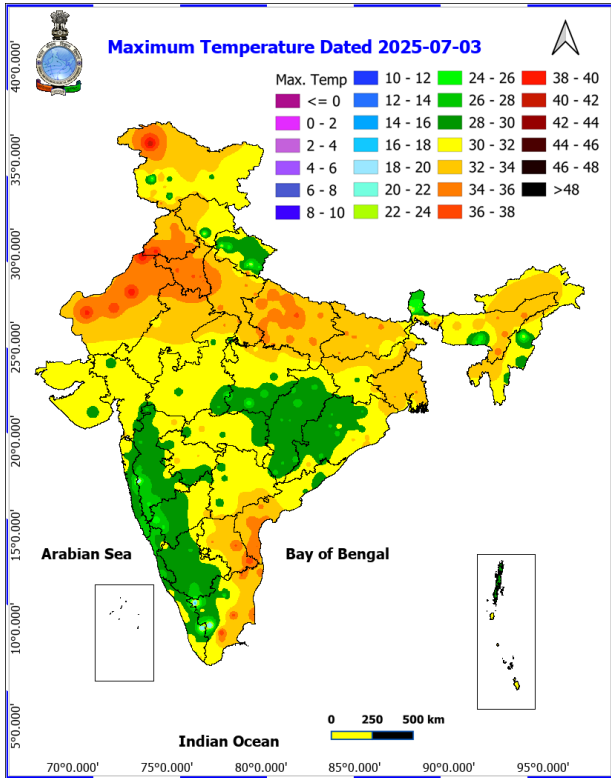 Maximum Temperature Dated 2025-07-03
Max. Temp
<= 0
0 - 2
2 - 4
4 - 6
6 - 8
8 - 10
10 - 12
12 - 14
14 - 16
16 - 18
18 - 20
20 - 22
22 - 24
24 - 26
26 - 28
28 - 30
30 - 32
32 - 34
34 - 36
36 - 38
38 - 40
40 - 42
42 - 44
44 - 46
46 - 48
>48
40°0.000'
35°0.000'
30°0.000'
25°0.000'
20°0.000'
15°0.000'
10°0.000'
5°0.000'
Arabian Sea
Bay of Bengal
Indian Ocean
0 250 500 km
70°0.000' 75°0.000' 80°0.000' 85°0.000' 90°0.000' 95°0.000'